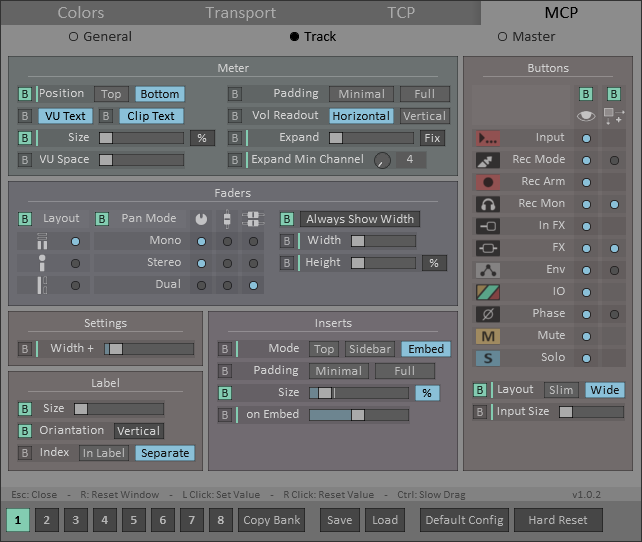 Colors Transport TCP MCP
General Track Master
Meter
B Position Top Bottom B Padding Minimal Full
B VU Text B Clip Text B Vol Readout Horizontal Vertical
B Size % B Expand Fix
B VU Space B Expand Min Channel 4
Faders
B Layout B Pan Mode B Always Show Width
Mono B Width
Stereo B Height %
Dual
Settings
B Width +
Label
B Size
B Oriantation Vertical
B Index In Label Separate
Inserts
B Mode Top Sidebar Embed
B Padding Minimal Full
B Size %
B on Embed
Buttons
B B
Input
Rec Mode
Rec Arm
Rec Mon
In FX
FX
Env
IO
Phase
M Mute
S Solo
B Layout Slim Wide
B Input Size
Esc: Close - R: Reset Window - L Click: Set Value - R Click: Reset Value - Ctrl: Slow Drag v1.0.2
1 2 3 4 5 6 7 8 Copy Bank Save Load Default Config Hard Reset